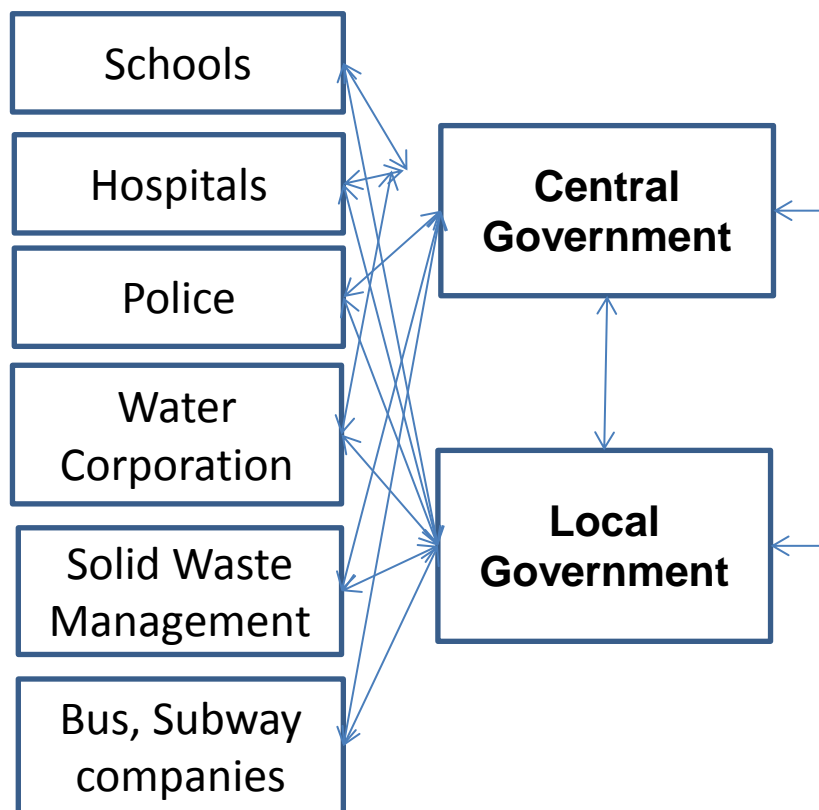 Schools
Hospitals
Police
Water
Corporation
Solid Waste
Management
Bus, Subway
companies
Central
Government
Local
Government